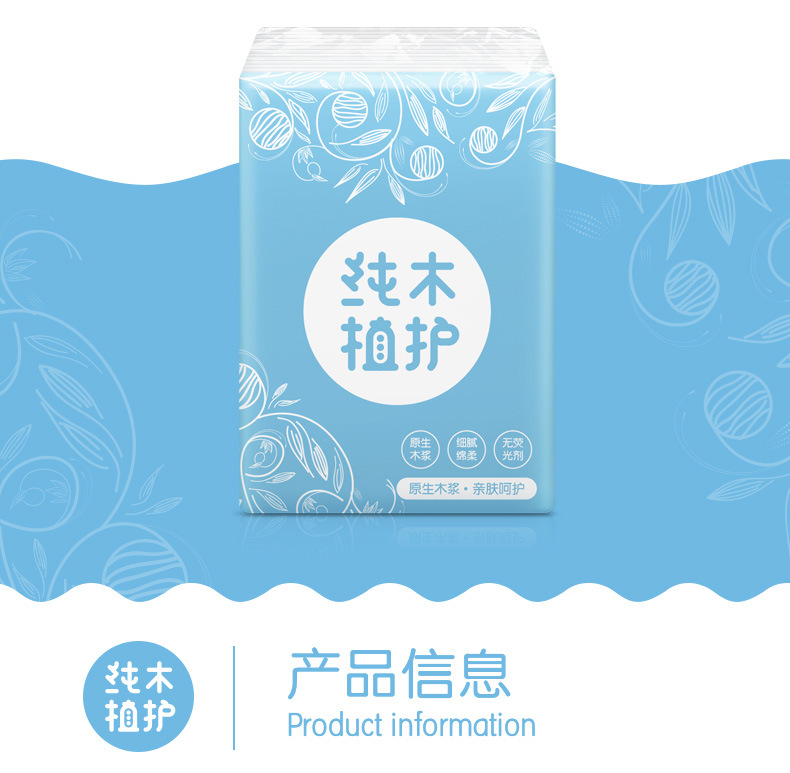 纯木
植护
原生
木浆
细腻
绵柔
无荧
光剂
原生木浆·亲肤呵护
纯木
植护
产品信息
Product information